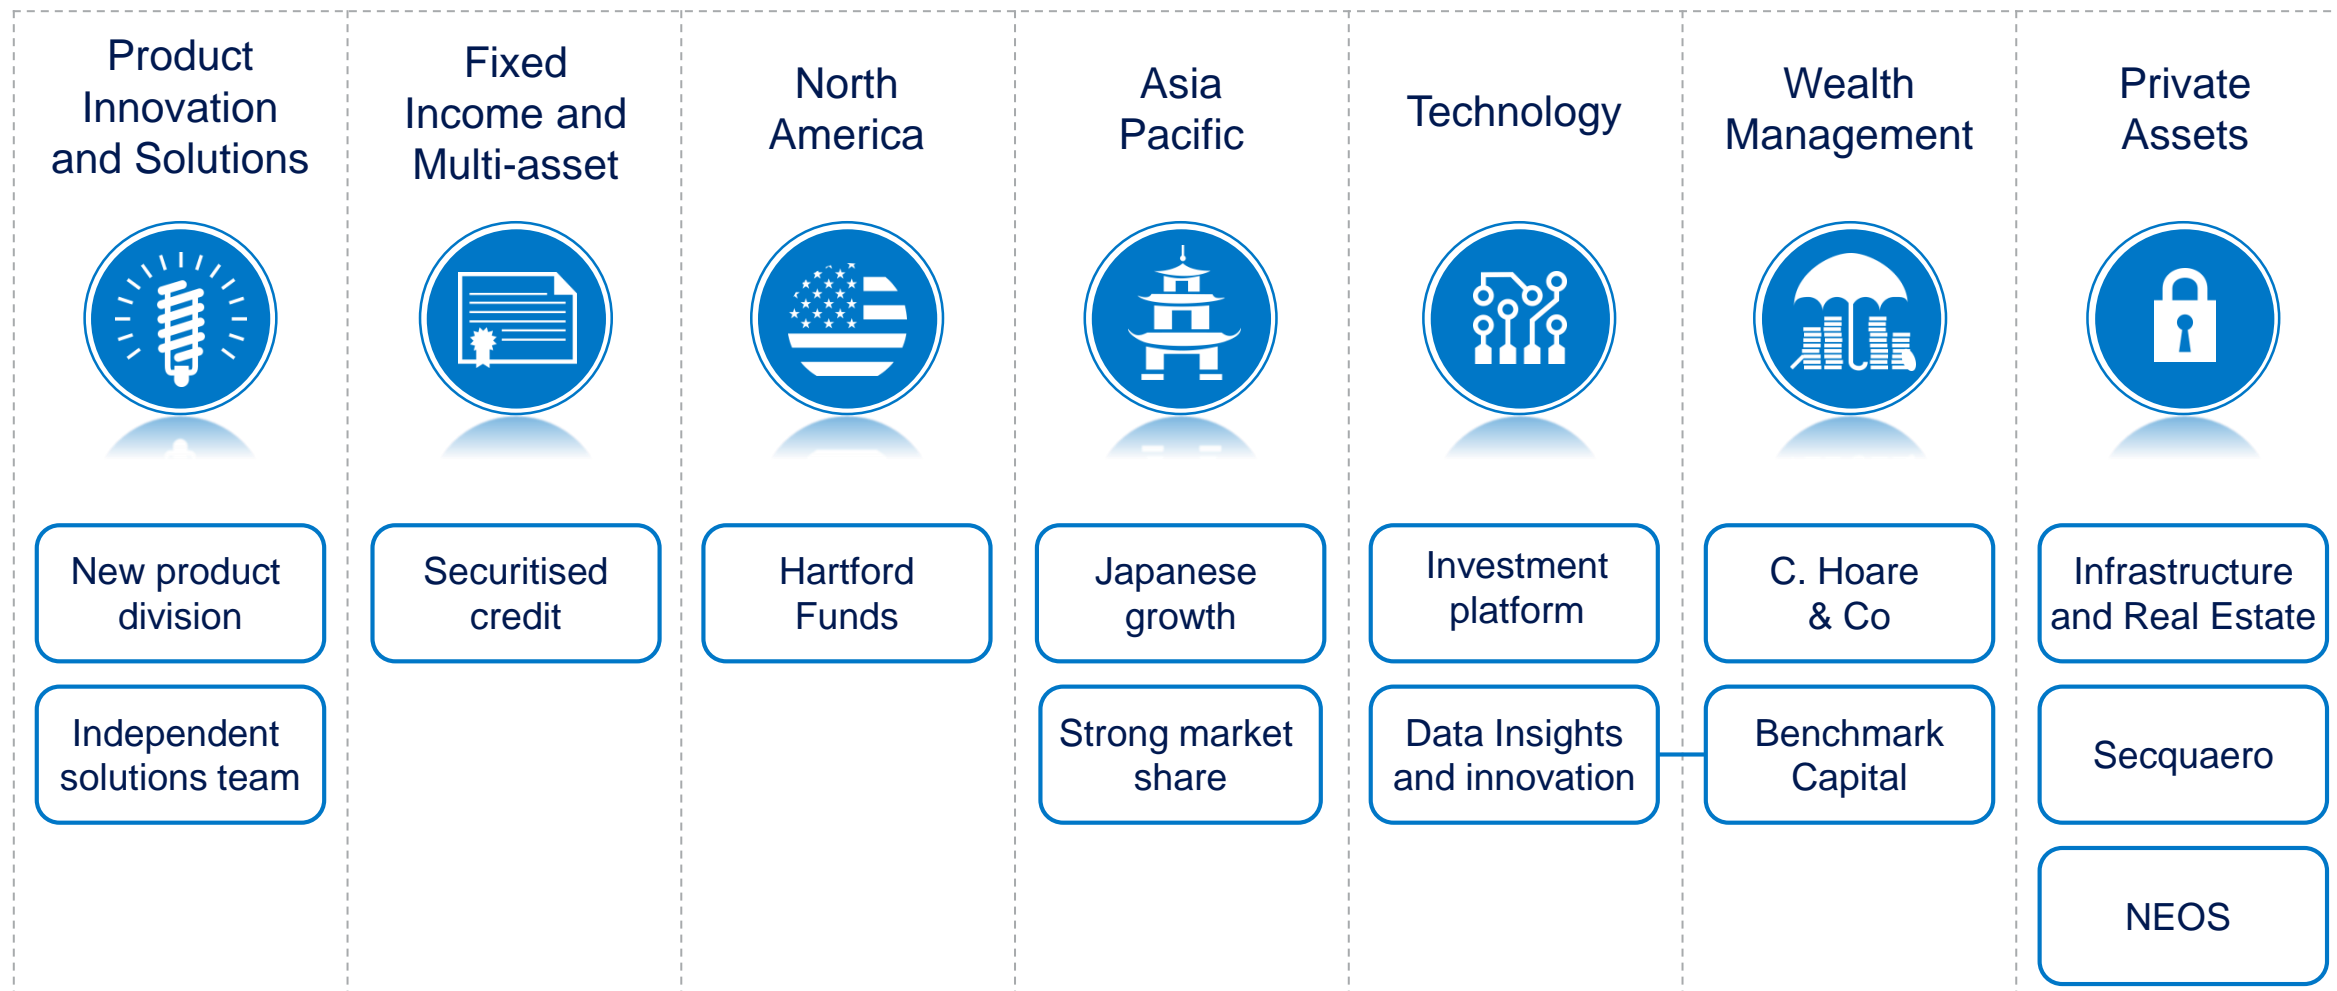 Product
Innovation
and Solutions
Fixed
Income and
Multi-asset
North
America
Asia
Pacific
Technology
Wealth
Management
Private
Assets
New product
division
Securitised
credit
Hartford
Funds
Japanese
growth
Investment
platform
C. Hoare
& Co
Infrastructure
and Real Estate
Independent
solutions team
Strong market
share
Data Insights
and innovation
Benchmark
Capital
Secquaero
NEOS